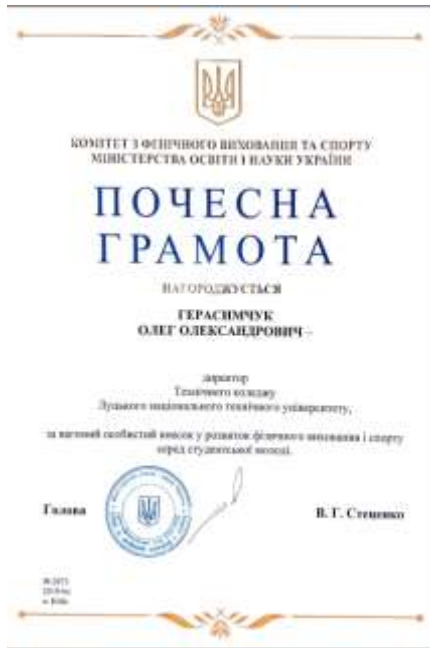 КОМІТЕТ З ФІЗИЧНОГО ВИХОВАННЯ ТА СПОРТУ
МІНІСТЕРСТВА ОСВІТИ І НАУКИ УКРАЇНИ
ПОЧЕСНА
ГРАМОТА
НАГОРОДЖУЄТЬСЯ
ГЕРАСИМЧУК
ОЛЕГ ОЛЕКСАНДРОВИЧ –
директор
Технічного коледжу
Луцького національного технічного університету,
за вагомий особистий внесок у розвиток фізичного виховання і спорту
серед студентської молоді.
Голова
В. Г. Стеценко
м. Київ